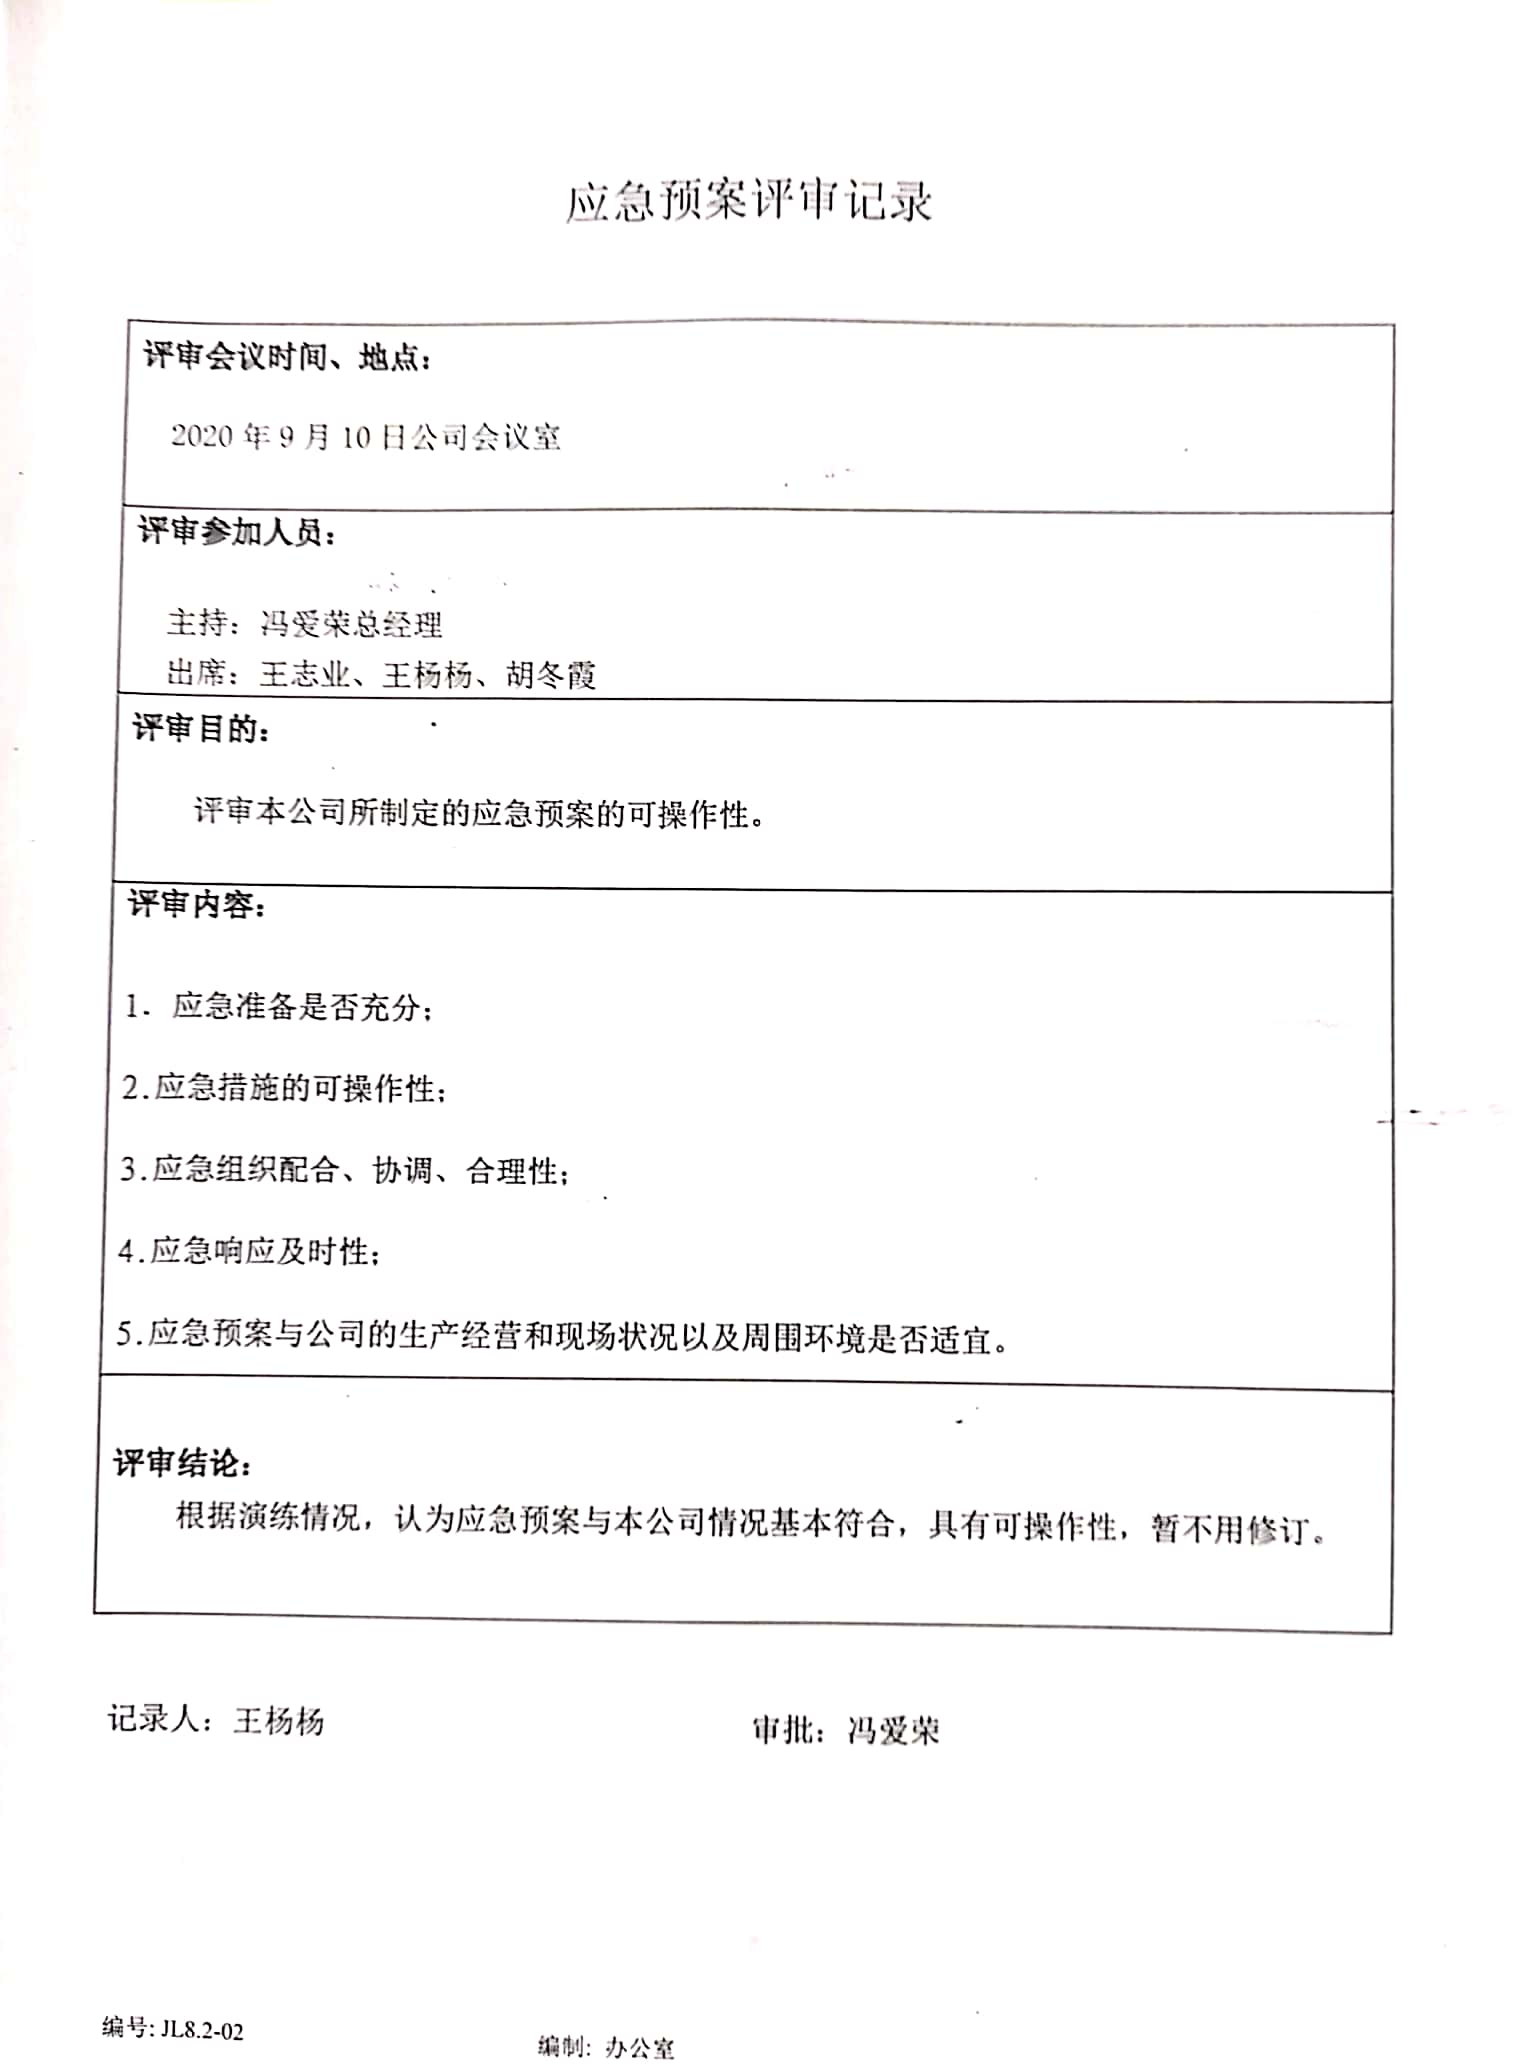 应急预案评审记录
评审会议时间、地点：
2020 年 9 月 10 日公司会议室
评审参加人员：
主持：冯爱荣总经理
出席：王志业、王杨杨、胡冬霞
评审目的：
评审本公司所制定的应急预案的可操作性。
评审内容：
1. 应急准备是否充分；
2.应急措施的可操作性；
3.应急组织配合、协调、合理性；
4.应急响应及时性；
5.应急预案与公司的生产经营和现场状况以及周围环境是否适宜。
评审结论：
根据演练情况，认为应急预案与本公司情况基本符合，具有可操作性，暂不用修订。
记录人：王杨杨 审批：冯爱荣
编号: JL8.2-02 编制: 办公室